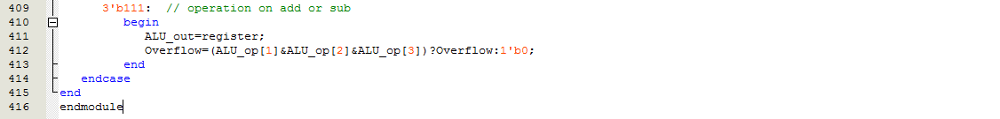 409 3'b111: // operation on add or sub
410 begin
411 ALU_out=register;
412 Overflow=(ALU_op[1]&ALU_op[2]&ALU_op[3])?Overflow:1'b0;
413 end
414 endcase
415 end
416 endmodule